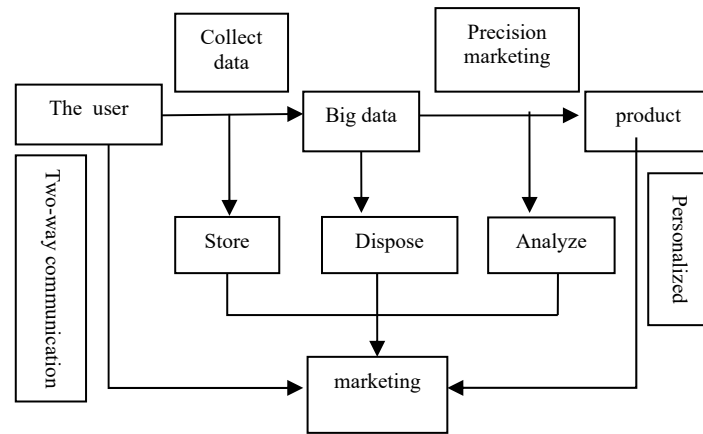 Collect
data
Precision
marketing
The user
Big data
product
Two-way communication
Personalized
Store
Dispose
Analyze
marketing